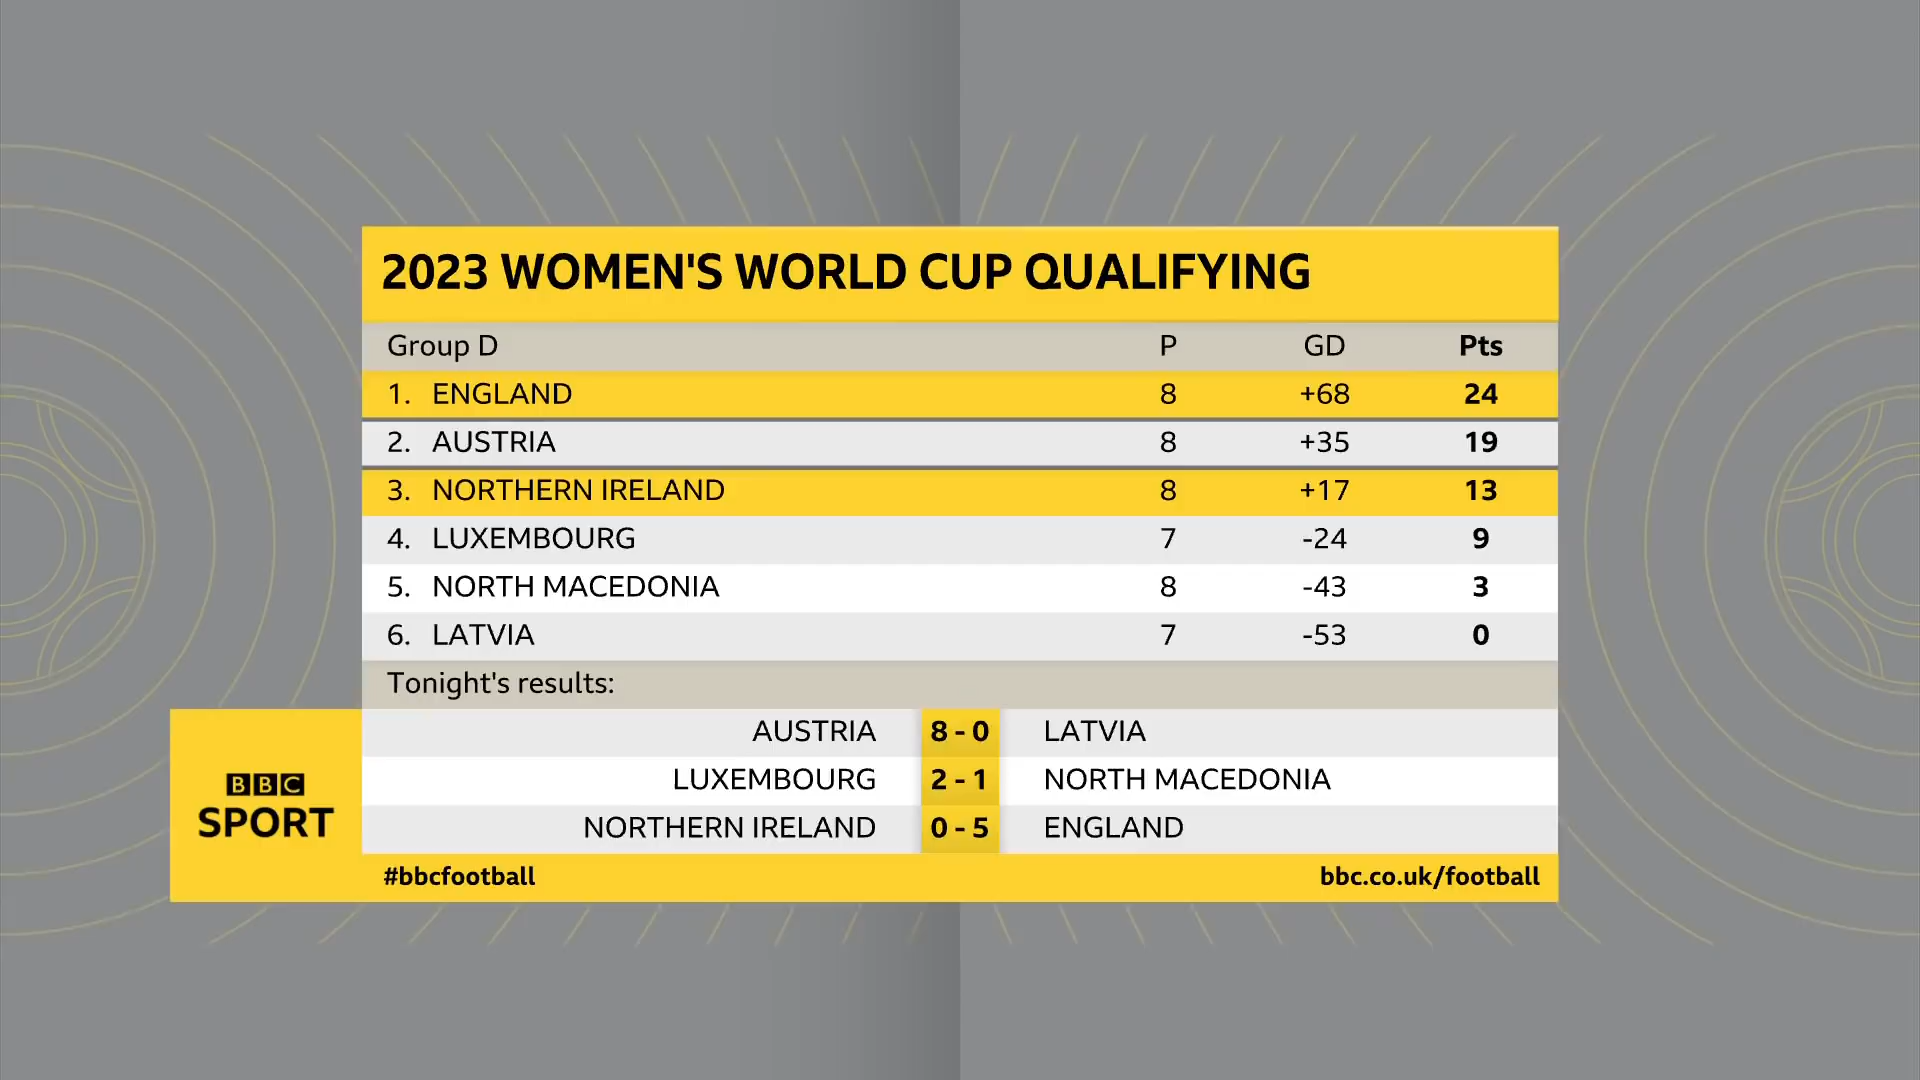 2023 WOMEN'S WORLD CUP QUALIFYING
Group D P GD Pts
1. ENGLAND 8 +68 24
2. AUSTRIA 8 +35 19
3. NORTHERN IRELAND 8 +17 13
4. LUXEMBOURG 7 -24 9
5. NORTH MACEDONIA 8 -43 3
6. LATVIA 7 -53 0
Tonight's results:
AUSTRIA 8 - 0 LATVIA
LUXEMBOURG 2 - 1 NORTH MACEDONIA
NORTHERN IRELAND 0 - 5 ENGLAND
BBC
SPORT
#bbcfootball bbc.co.uk/football